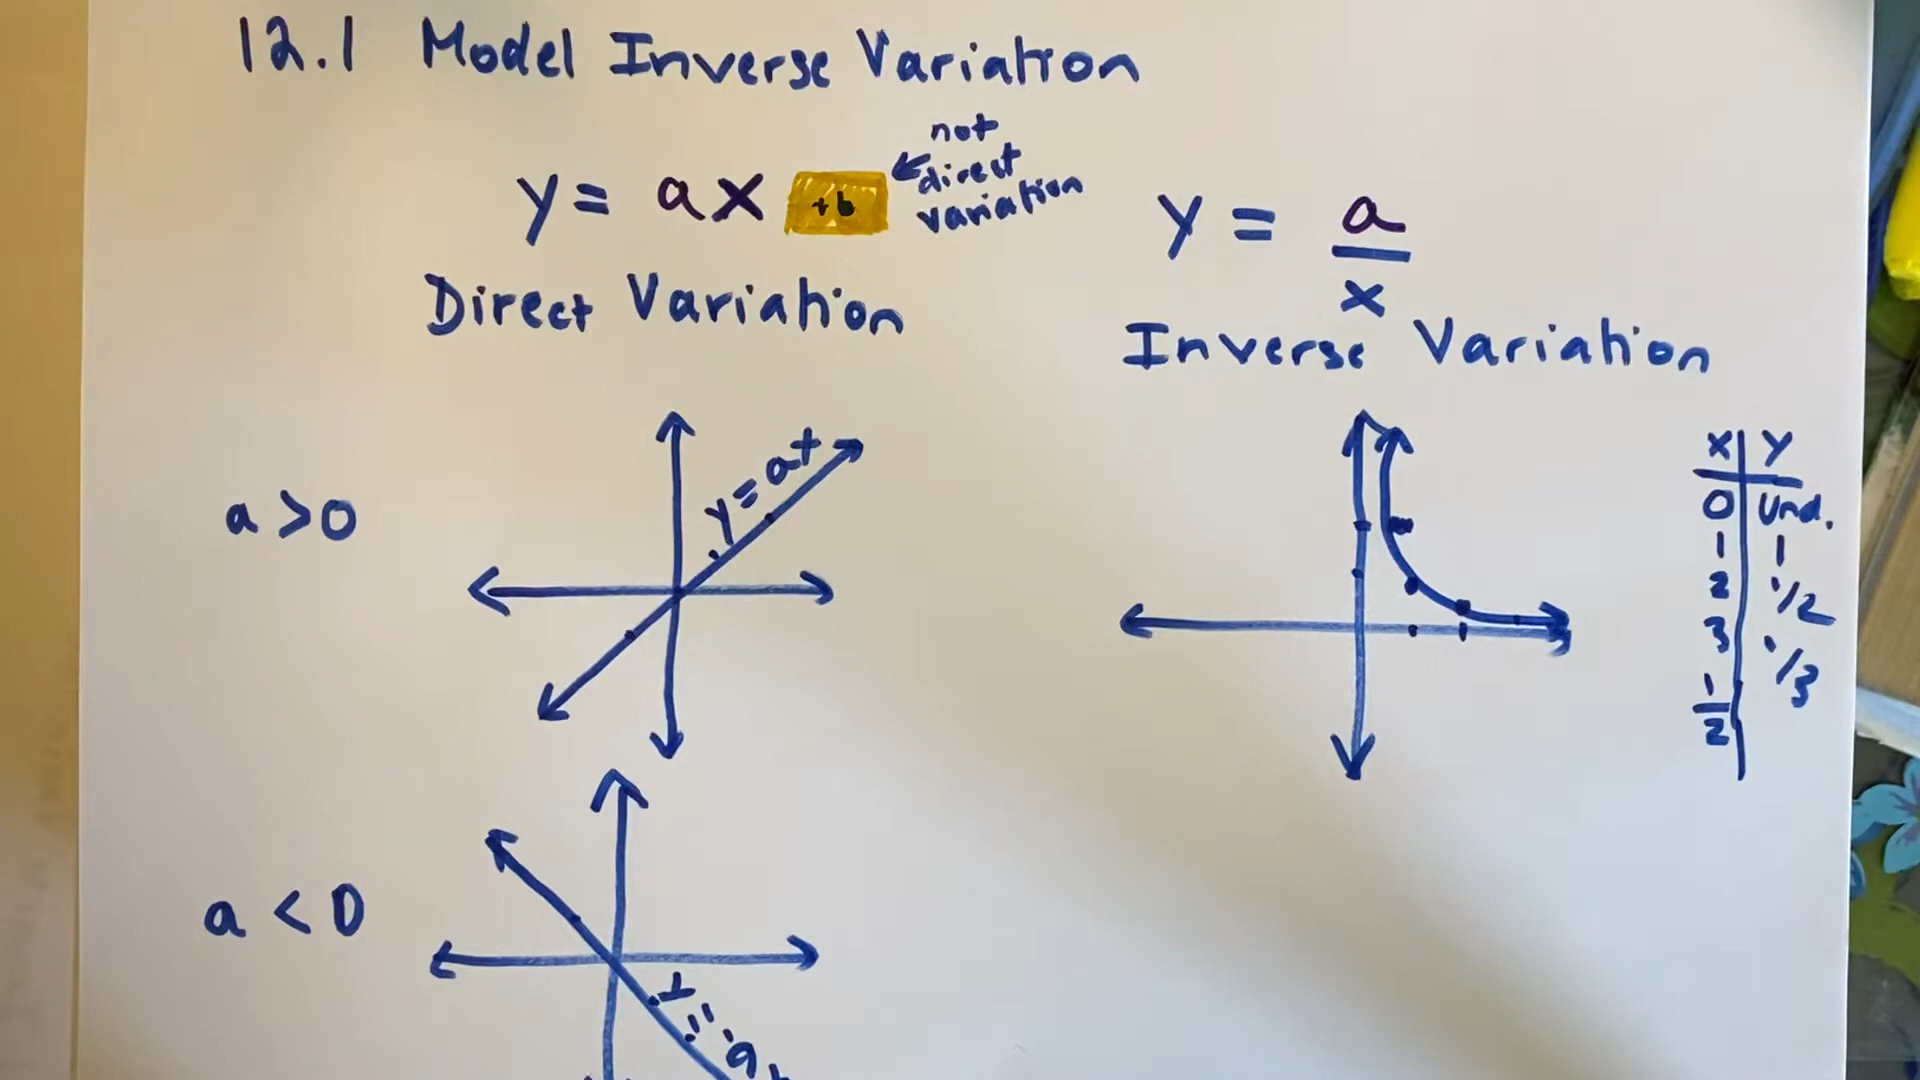 12.1 Model Inverse Variation
y = ax +b
not
direct
variation
Direct Variation
y = a
x
Inverse Variation
a > 0
y = ax
x y
0 Und.
1 1
2 1/2
3 1/3
1
2
a < 0